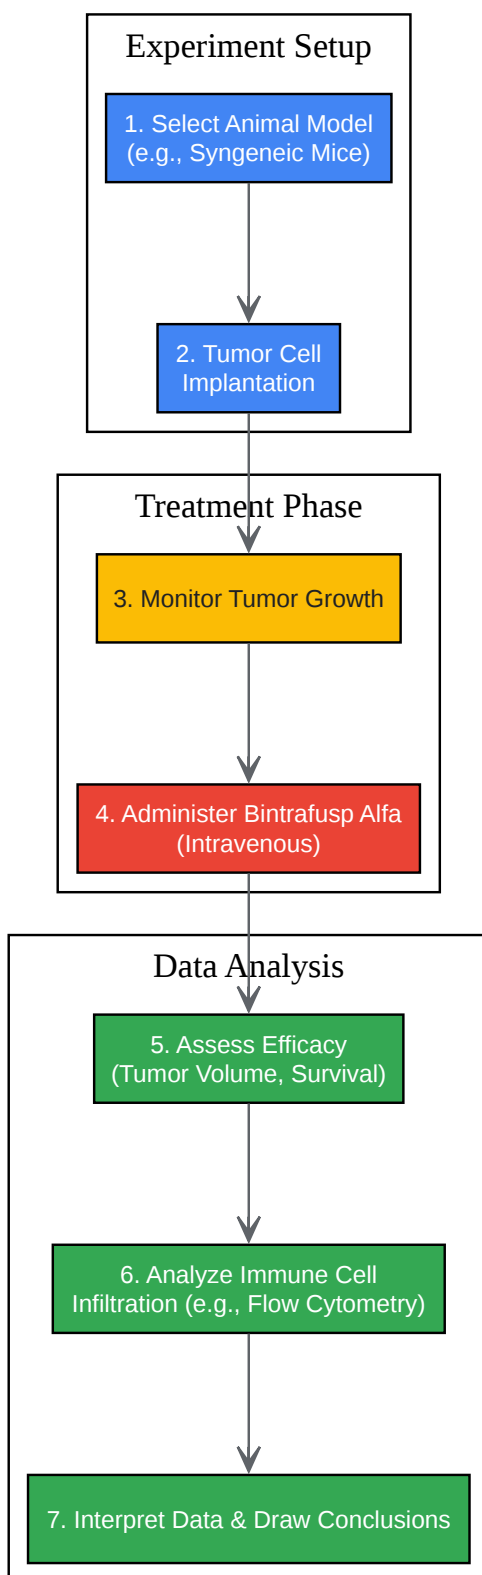 Experiment Setup
1. Select Animal Model
(e.g., Syngeneic Mice)
2. Tumor Cell
Implantation
Treatment Phase
3. Monitor Tumor Growth
4. Administer Bintrafusp Alfa
(Intravenous)
Data Analysis
5. Assess Efficacy
(Tumor Volume, Survival)
6. Analyze Immune Cell
Infiltration (e.g., Flow Cytometry)
7. Interpret Data & Draw Conclusions